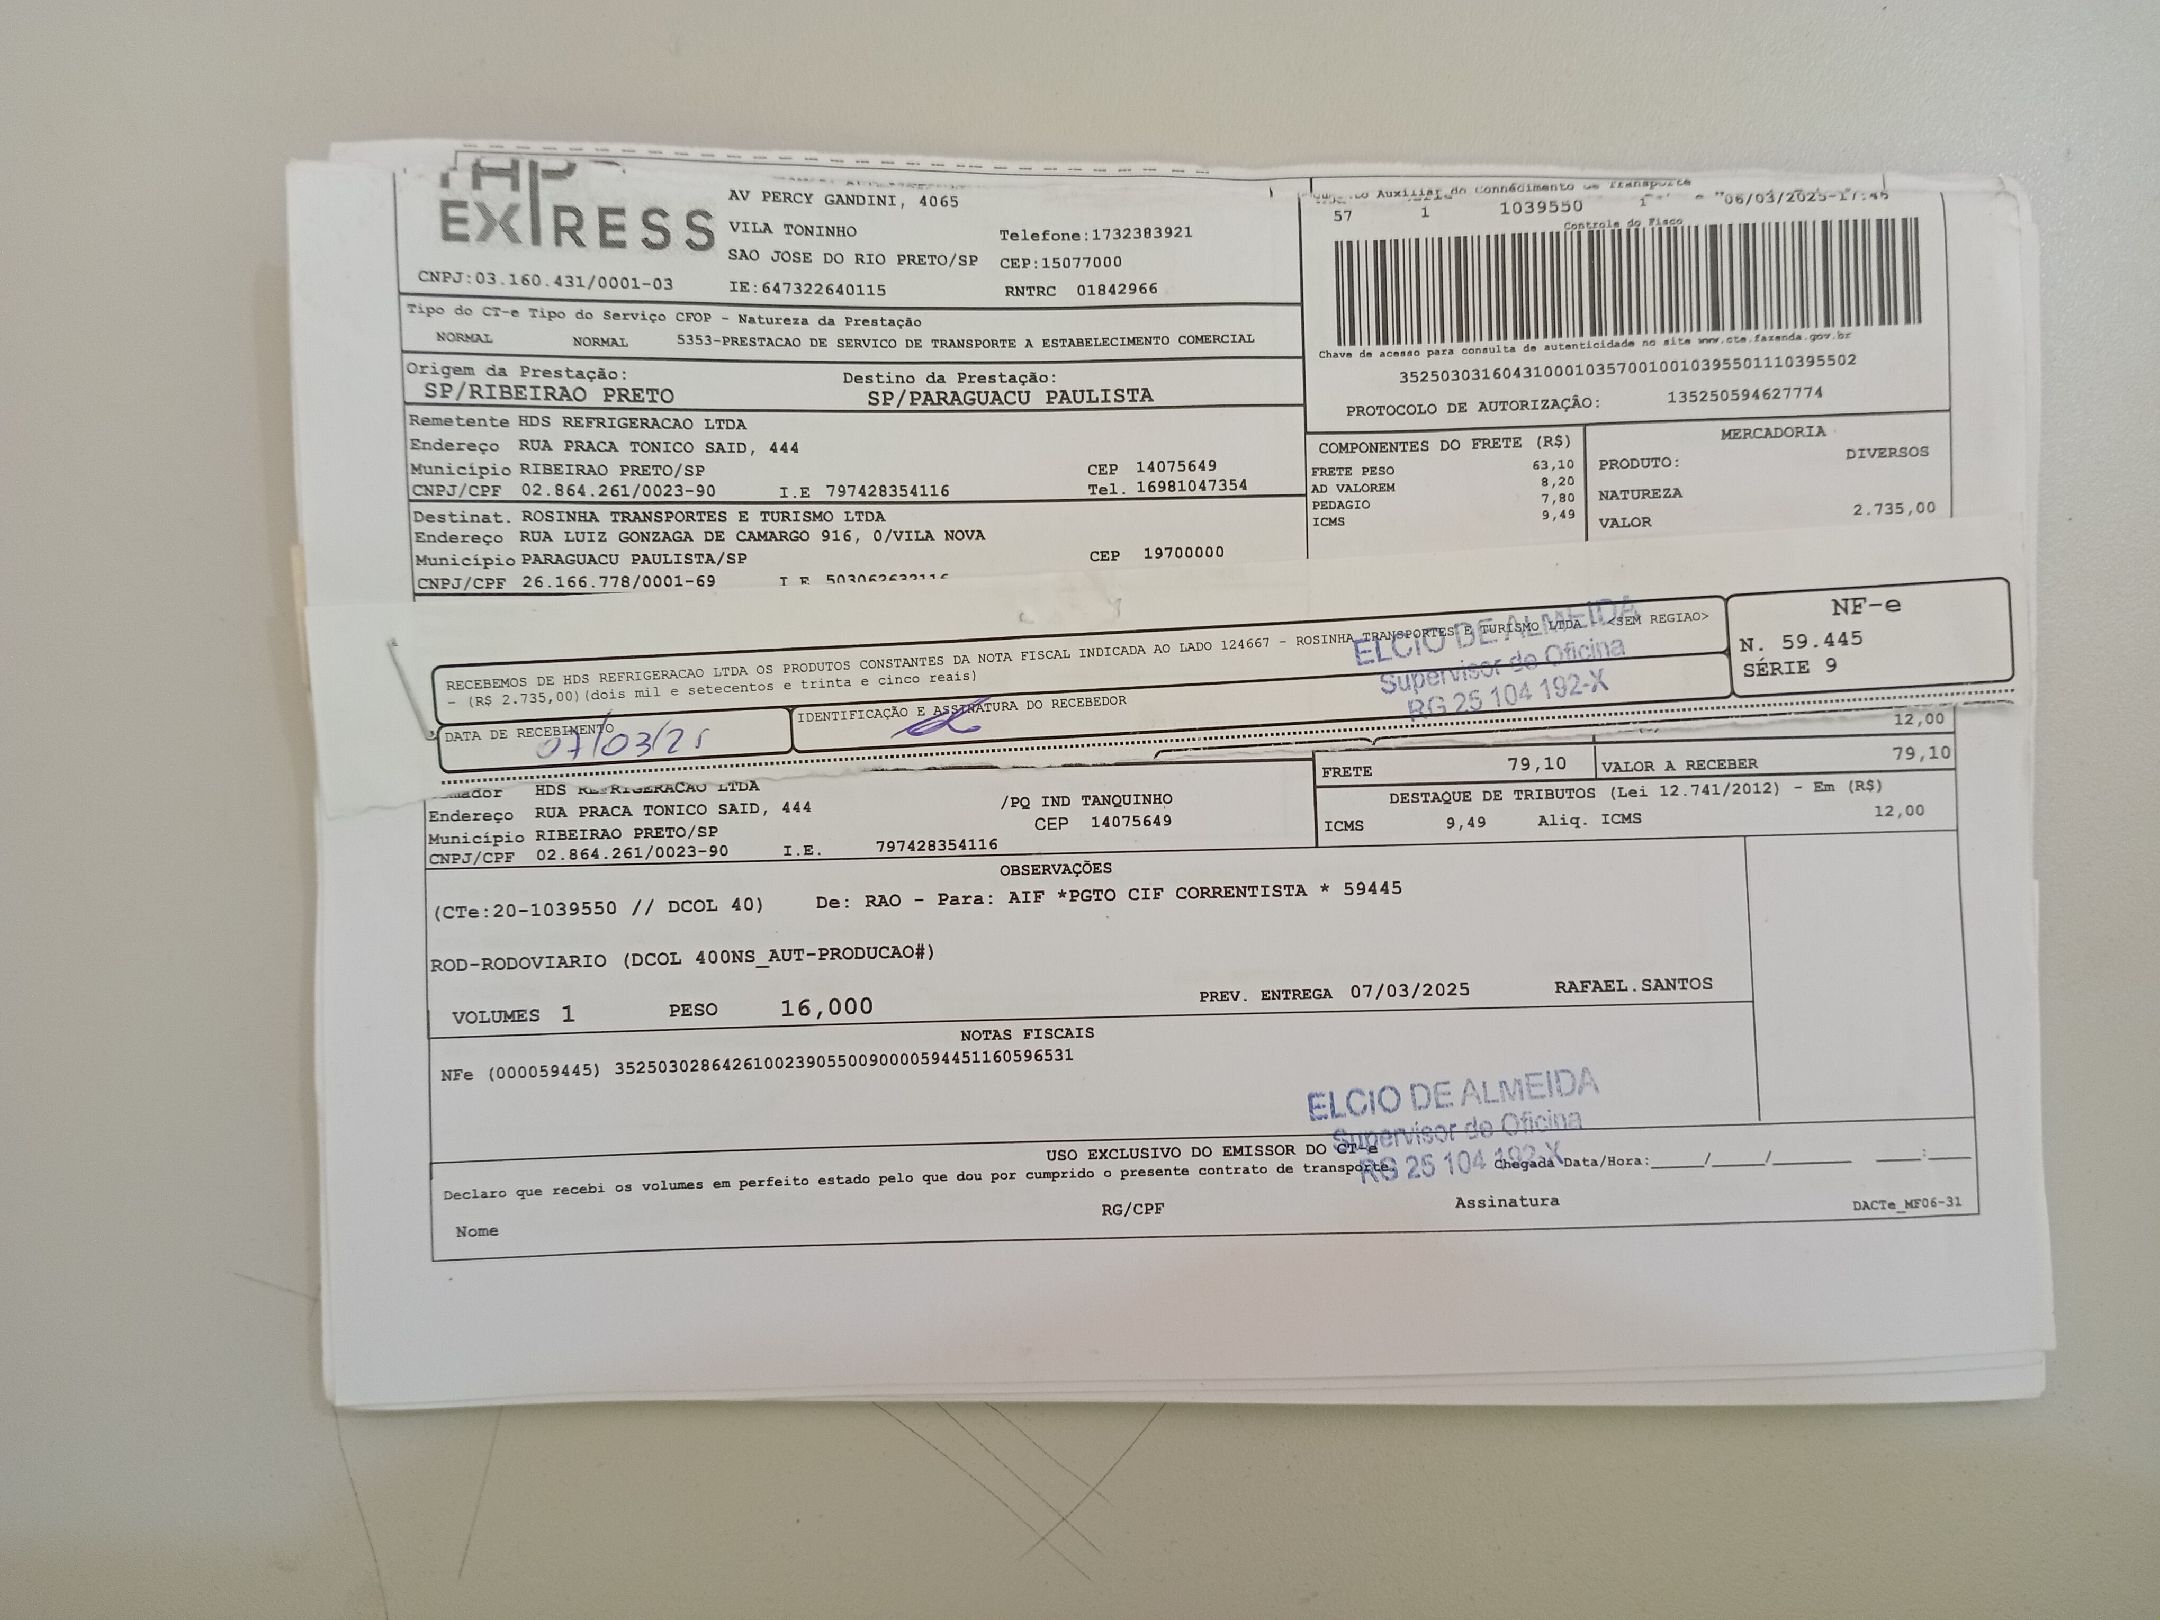 EXPRESS
CNPJ:03.160.431/0001-03
AV PERCY GANDINI, 4065
VILA TONINHO
SAO JOSE DO RIO PRETO/SP
IE:647322640115
Telefone:1732383921
CEP:15077000
RNTRC 01842966
Auxiliar do Conhecimento de Transporte
57 1 1039550 06/03/2025-17:45
Controle do Fisco
Chave de acesso para consulta de autenticidade no site www.cte.fazenda.gov.br
35250303160431000103570010010395501110395502
PROTOCOLO DE AUTORIZAÇÃO: 135250594627774
Tipo do CT-e Tipo do Serviço CFOP - Natureza da Prestação
NORMAL NORMAL 5353-PRESTACAO DE SERVICO DE TRANSPORTE A ESTABELECIMENTO COMERCIAL
Origem da Prestação: Destino da Prestação:
SP/RIBEIRAO PRETO SP/PARAGUACU PAULISTA
Remetente HDS REFRIGERACAO LTDA
Endereço RUA PRACA TONICO SAID, 444
Município RIBEIRAO PRETO/SP CEP 14075649
CNPJ/CPF 02.864.261/0023-90 I.E 797428354116 Tel. 16981047354
Destinat. ROSINHA TRANSPORTES E TURISMO LTDA
Endereço RUA LUIZ GONZAGA DE CAMARGO 916, 0/VILA NOVA
Município PARAGUACU PAULISTA/SP CEP 19700000
CNPJ/CPF 26.166.778/0001-69 I E 503062632116
COMPONENTES DO FRETE (R$)
FRETE PESO 63,10
AD VALOREM 8,20
PEDAGIO 7,80
ICMS 9,49
MERCADORIA
PRODUTO: DIVERSOS
NATUREZA
VALOR 2.735,00
RECEBEMOS DE HDS REFRIGERACAO LTDA OS PRODUTOS CONSTANTES DA NOTA FISCAL INDICADA AO LADO 124667 - ROSINHA TRANSPORTES E TURISMO LTDA <SEM REGIAO>
- (R$ 2.735,00)(dois mil e setecentos e trinta e cinco reais)
DATA DE RECEBIMENTO
07/03/25
IDENTIFICAÇÃO E ASSINATURA DO RECEBEDOR
ELCIO DE ALMEIDA
Supervisor de Oficina
RG 25 104 192-X
NF-e
N. 59.445
SÉRIE 9
12,00
FRETE 79,10 VALOR A RECEBER 79,10
DESTAQUE DE TRIBUTOS (Lei 12.741/2012) - Em (R$)
ICMS 9,49 Aliq. ICMS 12,00
HDS REFRIGERACAO LTDA
Endereço RUA PRACA TONICO SAID, 444 /PQ IND TANQUINHO
Município RIBEIRAO PRETO/SP CEP 14075649
CNPJ/CPF 02.864.261/0023-90 I.E. 797428354116
OBSERVAÇÕES
(CTe:20-1039550 // DCOL 40) De: RAO - Para: AIF *PGTO CIF CORRENTISTA * 59445
ROD-RODOVIARIO (DCOL 400NS_AUT-PRODUCAO#)
VOLUMES 1 PESO 16,000 PREV. ENTREGA 07/03/2025 RAFAEL.SANTOS
NOTAS FISCAIS
NFe (000059445) 35250302864261002390550090000594451160596531
ELCIO DE ALMEIDA
Supervisor de Oficina
RG 25 104 192-X
USO EXCLUSIVO DO EMISSOR DO CT-e
Declaro que recebi os volumes em perfeito estado pelo que dou por cumprido o presente contrato de transporte. Chegada Data/Hora:____/____/______ ____:____
Nome RG/CPF Assinatura DACTe_MF06-31